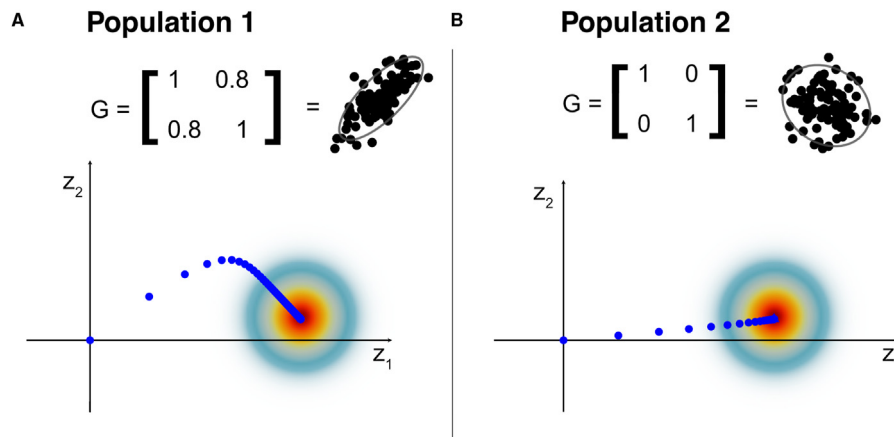 A Population 1
G = [ 1 0.8
0.8 1 ] =
Z₂
Z₁
B Population 2
G = [ 1 0
0 1 ] =
Z₂
Z